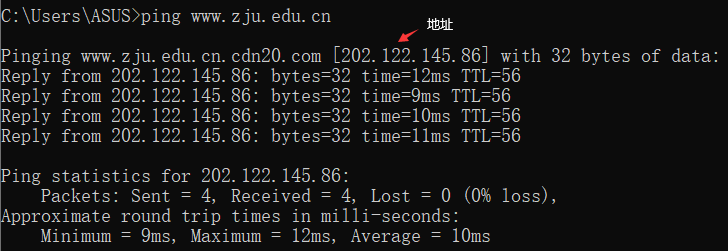 C:\Users\ASUS>ping www.zju.edu.cn
地址
Pinging www.zju.edu.cn.cdn20.com [202.122.145.86] with 32 bytes of data:
Reply from 202.122.145.86: bytes=32 time=12ms TTL=56
Reply from 202.122.145.86: bytes=32 time=9ms TTL=56
Reply from 202.122.145.86: bytes=32 time=10ms TTL=56
Reply from 202.122.145.86: bytes=32 time=11ms TTL=56
Ping statistics for 202.122.145.86:
    Packets: Sent = 4, Received = 4, Lost = 0 (0% loss),
Approximate round trip times in milli-seconds:
    Minimum = 9ms, Maximum = 12ms, Average = 10ms